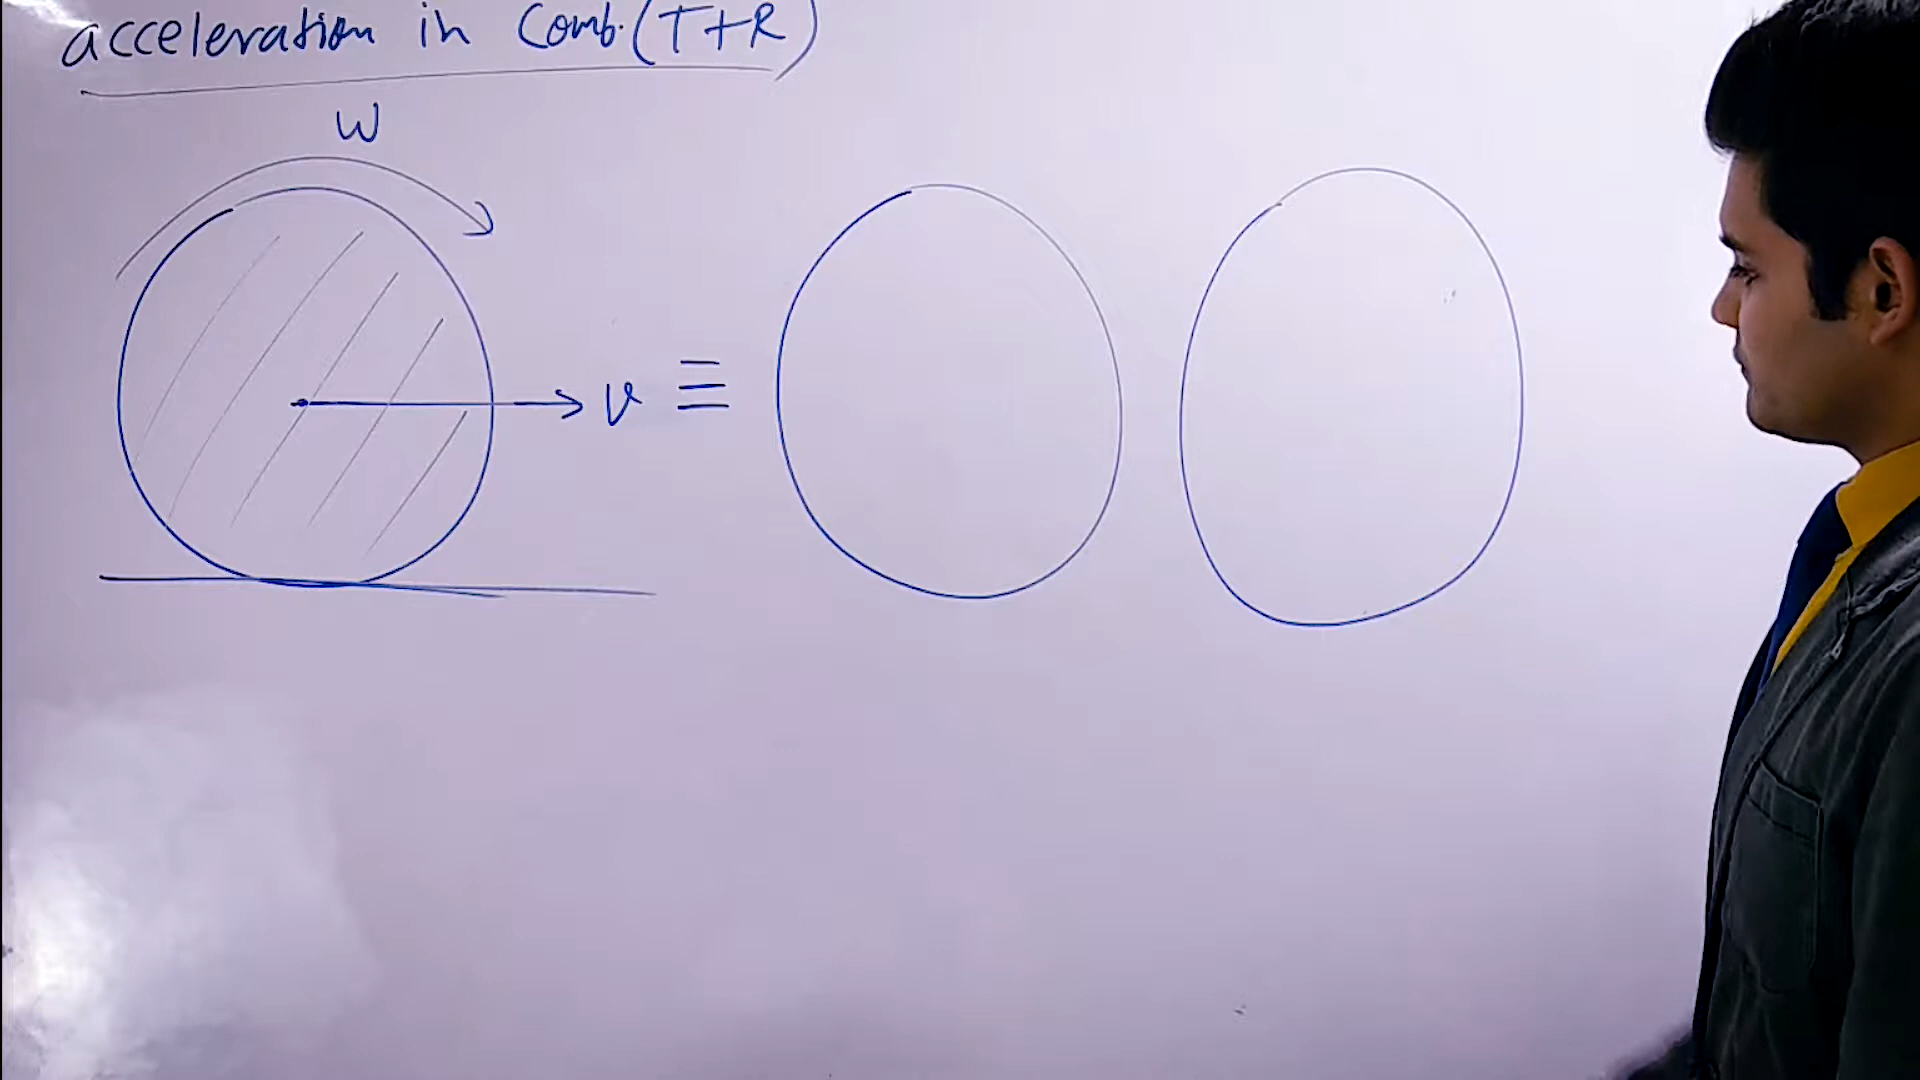 acceleration in Comb. (T+R)
ω
v ≡